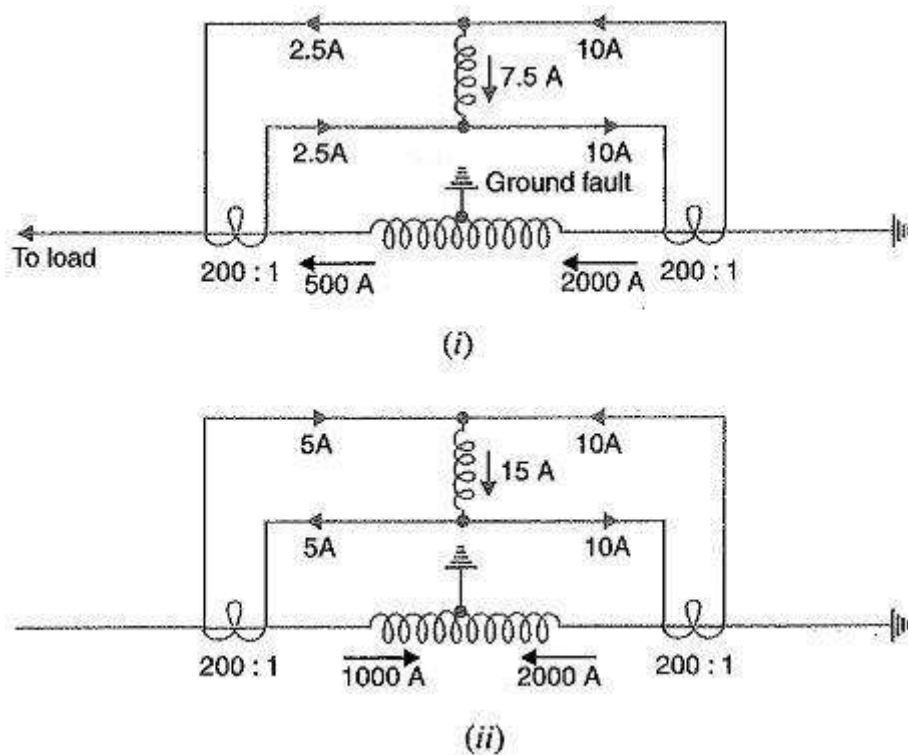 2.5A 10A
7.5 A
2.5A 10A
Ground fault
To load
200 : 1 500 A 2000 A 200 : 1
(i)
5A 10A
15 A
5A 10A
200 : 1 1000 A 2000 A 200 : 1
(ii)